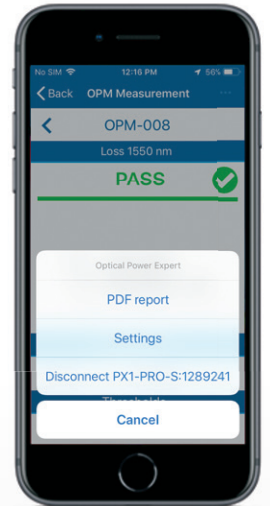 No SIM 12:16 PM 56%
Back OPM Measurement ...
OPM-008
Loss 1550 nm
PASS
Optical Power Expert
PDF report
Settings
Disconnect PX1-PRO-S:1289241
Thresholds
Cancel